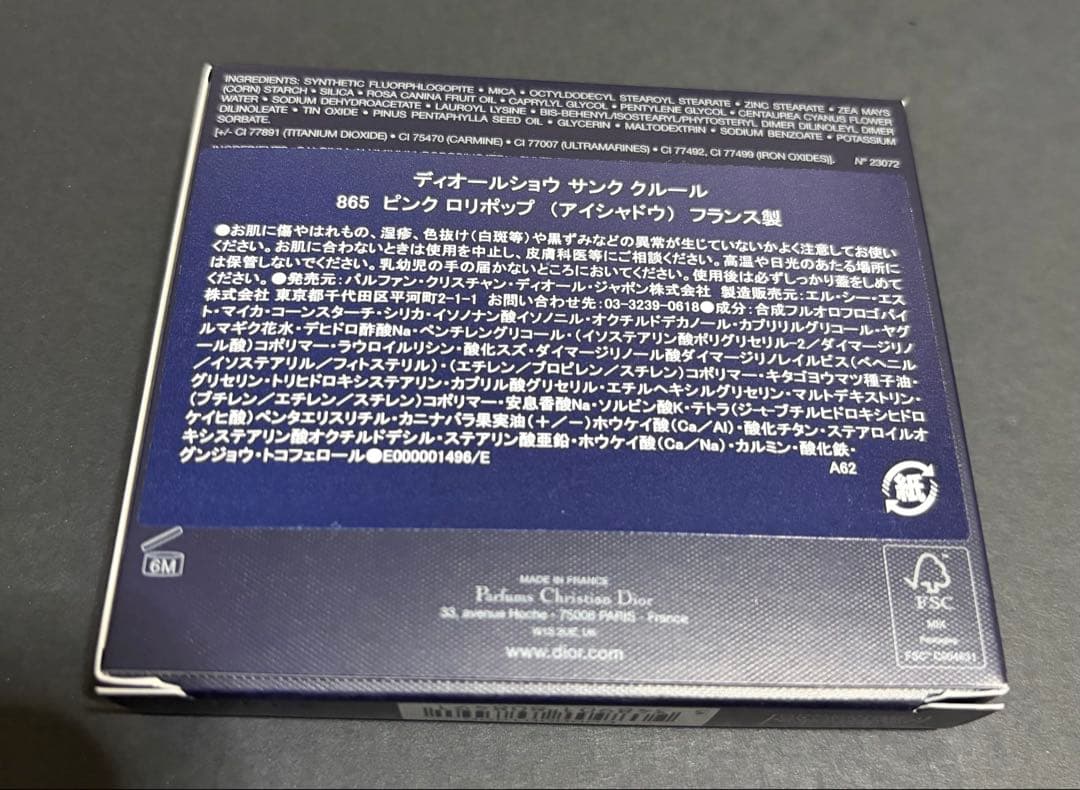 INGREDIENTS: SYNTHETIC FLUORPHLOGOPITE • MICA • OCTYLDODECYL STEAROYL STEARATE • ZINC STEARATE • ZEA MAYS
(CORN) STARCH • SILICA • ROSA CANINA FRUIT OIL • CAPRYLYL GLYCOL • PENTYLENE GLYCOL • CENTAUREA CYANUS FLOWER
WATER • SODIUM DEHYDROACETATE • LAUROYL LYSINE • BIS-BEHENYL/ISOSTEARYL/PHYTOSTERYL DIMER DILINOLEYL DIMER
DILINOLEATE • TIN OXIDE • PINUS PENTAPHYLLA SEED OIL • GLYCERIN • MALTODEXTRIN • SODIUM BENZOATE • POTASSIUM
SORBATE.
[+/- CI 77891 (TITANIUM DIOXIDE) • CI 75470 (CARMINE) • CI 77007 (ULTRAMARINES) • CI 77492, CI 77499 (IRON OXIDES)]. N° 23072
ディオールショウ サンク クルール
865 ピンク ロリポップ （アイシャドウ） フランス製
●お肌に傷やはれもの、湿疹、色抜け(白斑等)や黒ずみなどの異常が生じていないかよく注意してお使い
ください。お肌に合わないときは使用を中止し、皮膚科医等にご相談ください。高温や日光のあたる場所に
は保管しないでください。乳幼児の手の届かないところにおいてください。使用後は必ずしっかり蓋をしめて
ください。●発売元：パルファン・クリスチャン・ディオール・ジャポン株式会社 製造販売元：エル・シー・エス
株式会社 東京都千代田区平河町2-1-1 お問い合わせ先：03-3239-0618●成分：合成フルオロフロゴパイ
ト・マイカ・コーンスターチ・シリカ・イソノナン酸イソノニル・オクチルドデカノール・カプリリルグリコール・ヤグ
ルマギク花水・デヒドロ酢酸Na・ペンチレングリコール・（イソステアリン酸ポリグリセリル-2／ダイマージリノ
ール酸）コポリマー・ラウロイルリシン・酸化スズ・ダイマージリノール酸ダイマージリノレイルビス（ベヘニル
／イソステアリル／フィトステリル）・（エチレン／プロピレン／スチレン）コポリマー・キタゴヨウマツ種子油・
グリセリン・トリヒドロキシステアリン・カプリル酸グリセリル・エチルヘキシルグリセリン・マルトデキストリン・
（ブチレン／エチレン／スチレン）コポリマー・安息香酸Na・ソルビン酸K・テトラ（ジ-t-ブチルヒドロキシヒドロ
ケイヒ酸）ペンタエリスリチル・カニナバラ果実油（＋／－）ホウケイ酸（Ca／Al）・酸化チタン・ステアロイルオ
キシステアリン酸オクチルドデシル・ステアリン酸亜鉛・ホウケイ酸（Ca／Na）・カルミン・酸化鉄・
グンジョウ・トコフェロール●E000001496/E
A62
紙
6M
MADE IN FRANCE
Parfums Christian Dior
33, avenue Hoche - 75008 PARIS - France
W1S 2UE, UK
www.dior.com
FSC
MIX
Packaging
FSC™ C004631